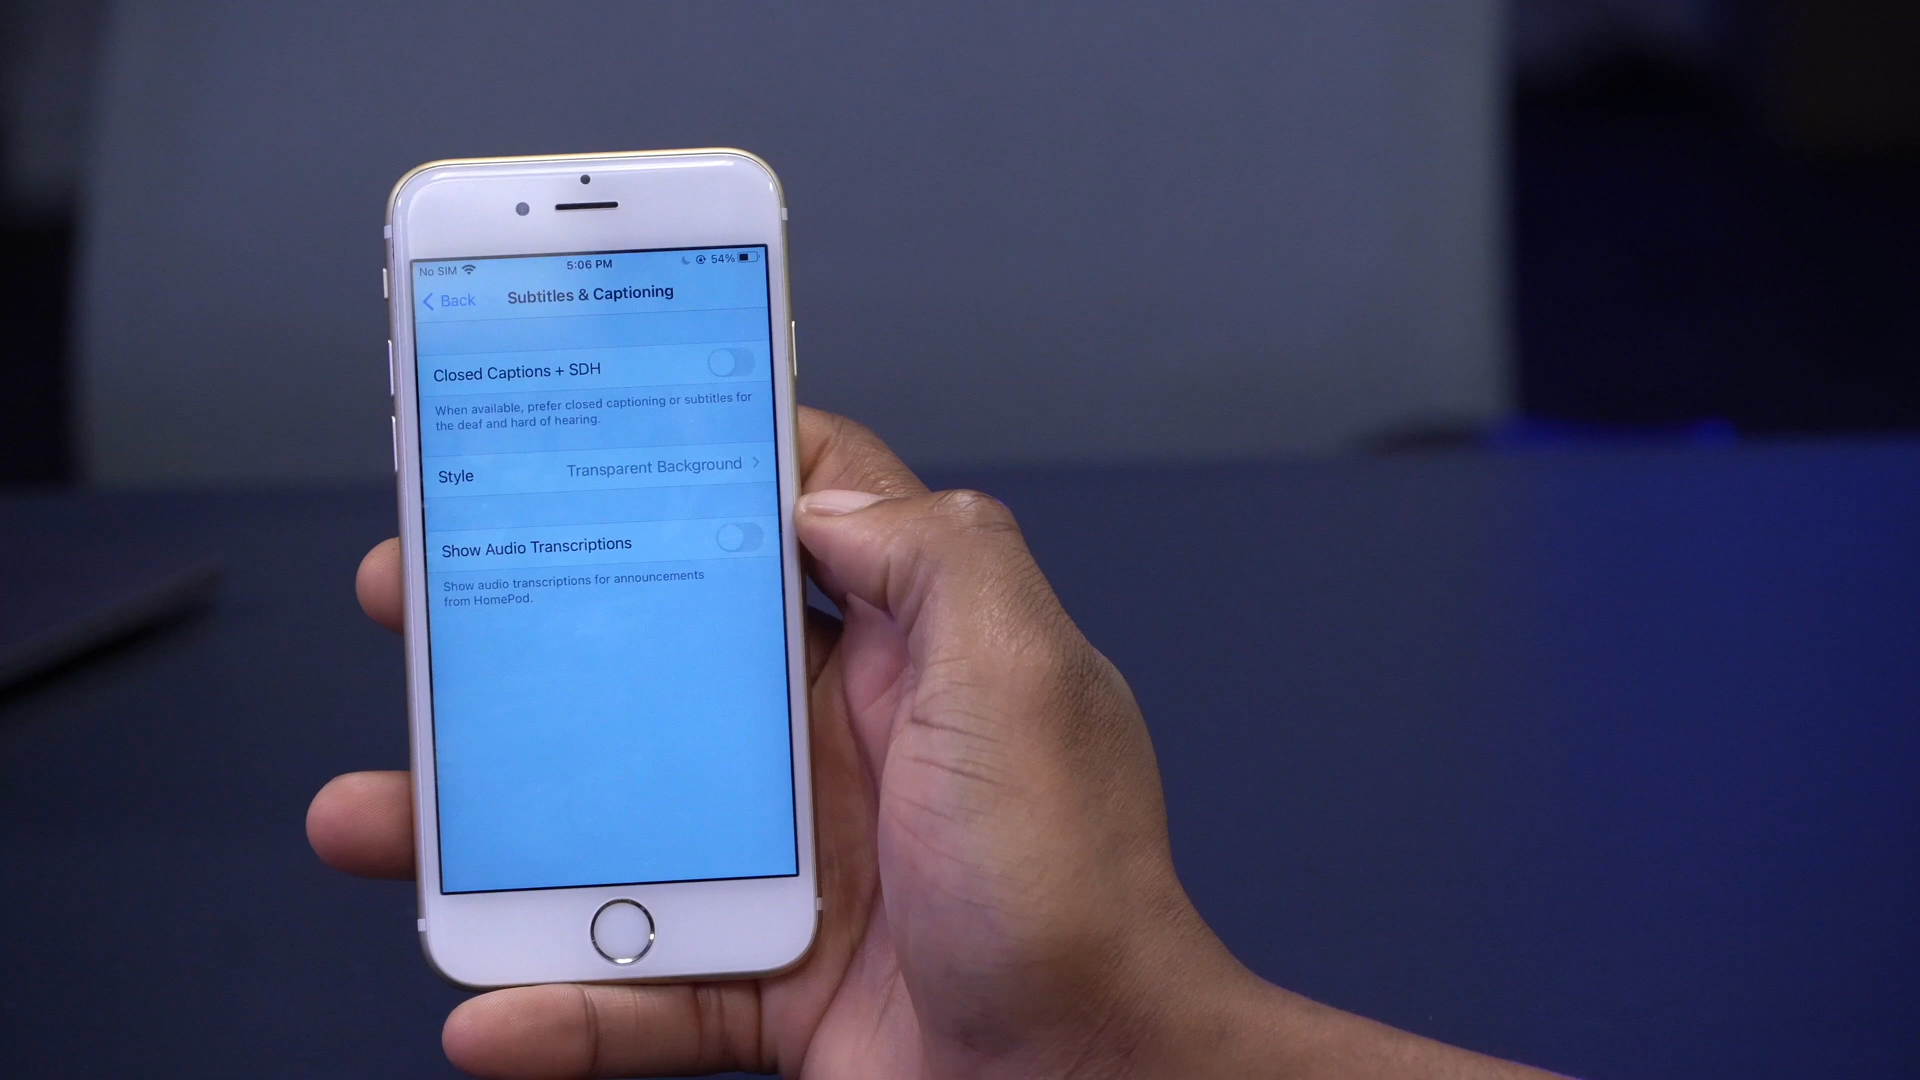 No SIM 5:06 PM 54%
Back Subtitles & Captioning
Closed Captions + SDH
When available, prefer closed captioning or subtitles for
the deaf and hard of hearing.
Style Transparent Background
Show Audio Transcriptions
Show audio transcriptions for announcements
from HomePod.